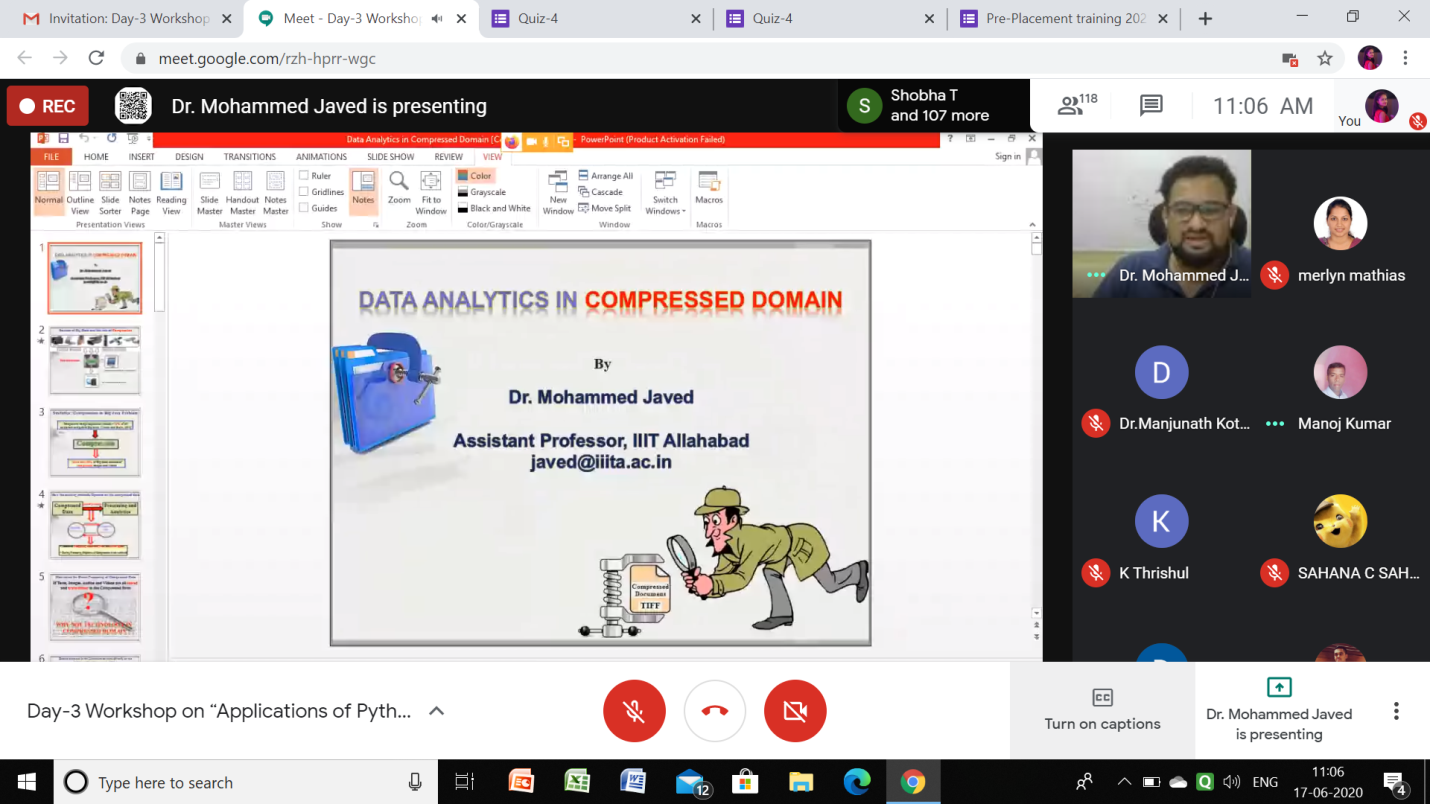 Invitation: Day-3 Workshop
Meet - Day-3 Worksho
Quiz-4
Quiz-4
Pre-Placement training 202
meet.google.com/rzh-hprr-wgc
REC
Dr. Mohammed Javed is presenting
S
Shobha T
and 107 more
118
11:06 AM
You
Data Analytics in Compressed Domain [C
- PowerPoint (Product Activation Failed)
FILE HOME INSERT DESIGN TRANSITIONS ANIMATIONS SLIDE SHOW REVIEW VIEW
Sign in
Normal Outline View
Slide Sorter
Notes Page
Reading View
Presentation Views
Slide Master
Handout Master
Notes Master
Master Views
Ruler
Gridlines
Guides
Show
Notes
Zoom
Fit to Window
Zoom
Color
Grayscale
Black and White
Color/Grayscale
New Window
Arrange All
Cascade
Move Split
Window
Switch Windows
Macros
Macros
1
2
3
4
5
6
DATA ANALYTICS IN COMPRESSED DOMAIN
By
Dr. Mohammed Javed
Assistant Professor, IIIT Allahabad
javed@iiita.ac.in
Compressed
Document
TIFF
Dr. Mohammed J...
merlyn mathias
D
Dr.Manjunath Kot...
Manoj Kumar
K
K Thrishul
SAHANA C SAH...
Day-3 Workshop on “Applications of Pyth...
CC
Turn on captions
Dr. Mohammed Javed
is presenting
Type here to search
12
ENG
11:06
17-06-2020
4